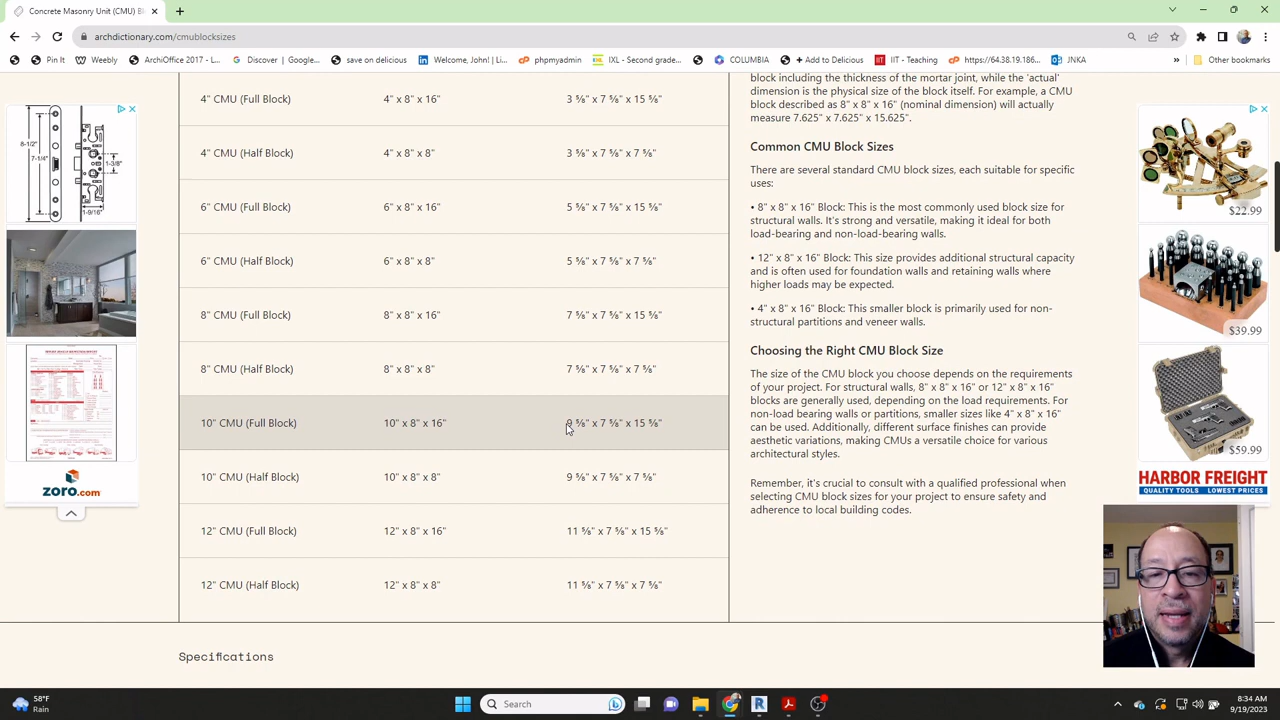 Concrete Masonry Unit (CMU) Bl
archdictionary.com/cmublocksizes
Pin It
Weebly
ArchiOffice 2017 - L...
Discover | Google...
save on delicious
Welcome, John! | Li...
phpmyadmin
IXL - Second grade...
COLUMBIA
+ Add to Delicious
IIT - Teaching
https://64.38.19.186...
JNKA
»
Other bookmarks
4" CMU (Full Block) 4" x 8" x 16" 3 ⅝" x 7 ⅝" x 15 ⅝"
4" CMU (Half Block) 4" x 8" x 8" 3 ⅝" x 7 ⅝" x 7 ⅝"
6" CMU (Full Block) 6" x 8" x 16" 5 ⅝" x 7 ⅝" x 15 ⅝"
6" CMU (Half Block) 6" x 8" x 8" 5 ⅝" x 7 ⅝" x 7 ⅝"
8" CMU (Full Block) 8" x 8" x 16" 7 ⅝" x 7 ⅝" x 15 ⅝"
8" CMU (Half Block) 8" x 8" x 8" 7 ⅝" x 7 ⅝" x 7 ⅝"
10" CMU (Full Block) 10" x 8" x 16" 9 ⅝" x 7 ⅝" x 15 ⅝"
10" CMU (Half Block) 10" x 8" x 8 9 ⅝" x 7 ⅝" x 7 ⅝"
12" CMU (Full Block) 12" x 8" x 16" 11 ⅝" x 7 ⅝" x 15 ⅝"
12" CMU (Half Block) 12" x 8" x 8" 11 ⅝" x 7 ⅝" x 7 ⅝"
block including the thickness of the mortar joint, while the 'actual'
dimension is the physical size of the block itself. For example, a CMU
block described as 8" x 8" x 16" (nominal dimension) will actually
measure 7.625" x 7.625" x 15.625".
Common CMU Block Sizes
There are several standard CMU block sizes, each suitable for specific
uses:
• 8" x 8" x 16" Block: This is the most commonly used block size for
structural walls. It's strong and versatile, making it ideal for both
load-bearing and non-load-bearing walls.
• 12" x 8" x 16" Block: This size provides additional structural capacity
and is often used for foundation walls and retaining walls where
higher loads may be expected.
• 4" x 8" x 16" Block: This smaller block is primarily used for non-
structural partitions and veneer walls.
Choosing the Right CMU Block Size
The size of the CMU block you choose depends on the requirements
of your project. For structural walls, 8" x 8" x 16" or 12" x 8" x 16"
blocks are generally used, depending on the load requirements. For
non-load bearing walls or partitions, smaller sizes like 4" x 8" x 16"
can be used. Additionally, different surface finishes can provide
aesthetic variations, making CMUs a versatile choice for various
architectural styles.
Remember, it's crucial to consult with a qualified professional when
selecting CMU block sizes for your project to ensure safety and
adherence to local building codes.
Specifications
8-1/2"
7-1/4"
1-3/8"
1-9/16"
zoro.com
$22.99
$39.99
$59.99
HARBOR FREIGHT
QUALITY TOOLS LOWEST PRICES
58°F
Rain
Search
8:34 AM
9/19/2023